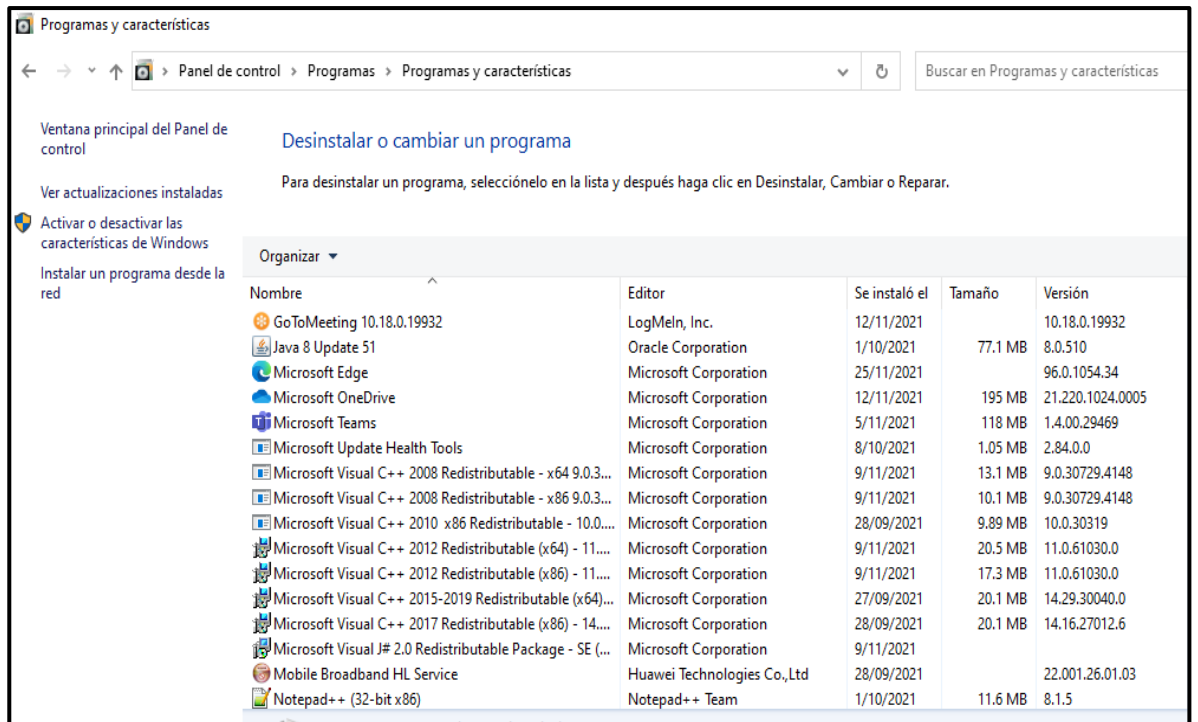 Programas y características
Panel de control > Programas > Programas y características
Buscar en Programas y características
Ventana principal del Panel de
control
Ver actualizaciones instaladas
Activar o desactivar las
características de Windows
Instalar un programa desde la
red
Desinstalar o cambiar un programa
Para desinstalar un programa, selecciónelo en la lista y después haga clic en Desinstalar, Cambiar o Reparar.
Organizar
Nombre Editor Se instaló el Tamaño Versión
GoToMeeting 10.18.0.19932 LogMeIn, Inc. 12/11/2021 10.18.0.19932
Java 8 Update 51 Oracle Corporation 1/10/2021 77.1 MB 8.0.510
Microsoft Edge Microsoft Corporation 25/11/2021 96.0.1054.34
Microsoft OneDrive Microsoft Corporation 12/11/2021 195 MB 21.220.1024.0005
Microsoft Teams Microsoft Corporation 5/11/2021 118 MB 1.4.00.29469
Microsoft Update Health Tools Microsoft Corporation 8/10/2021 1.05 MB 2.84.0.0
Microsoft Visual C++ 2008 Redistributable - x64 9.0.3... Microsoft Corporation 9/11/2021 13.1 MB 9.0.30729.4148
Microsoft Visual C++ 2008 Redistributable - x86 9.0.3... Microsoft Corporation 9/11/2021 10.1 MB 9.0.30729.4148
Microsoft Visual C++ 2010 x86 Redistributable - 10.0.... Microsoft Corporation 28/09/2021 9.89 MB 10.0.30319
Microsoft Visual C++ 2012 Redistributable (x64) - 11.... Microsoft Corporation 9/11/2021 20.5 MB 11.0.61030.0
Microsoft Visual C++ 2012 Redistributable (x86) - 11.... Microsoft Corporation 9/11/2021 17.3 MB 11.0.61030.0
Microsoft Visual C++ 2015-2019 Redistributable (x64)... Microsoft Corporation 27/09/2021 20.1 MB 14.29.30040.0
Microsoft Visual C++ 2017 Redistributable (x86) - 14.... Microsoft Corporation 28/09/2021 20.1 MB 14.16.27012.6
Microsoft Visual J# 2.0 Redistributable Package - SE (... Microsoft Corporation 9/11/2021
Mobile Broadband HL Service Huawei Technologies Co.,Ltd 28/09/2021 22.001.26.01.03
Notepad++ (32-bit x86) Notepad++ Team 1/10/2021 11.6 MB 8.1.5